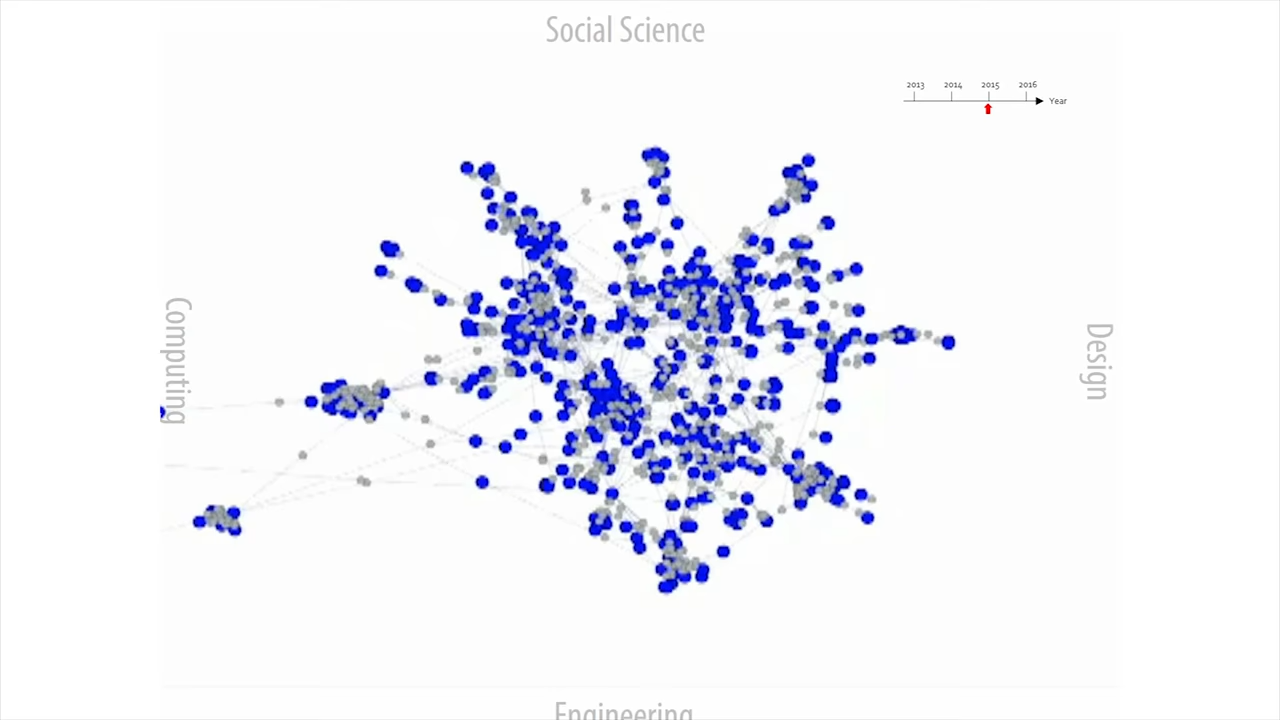 Social Science
2013 2014 2015 2016
Year
Computing
Design
Engineering